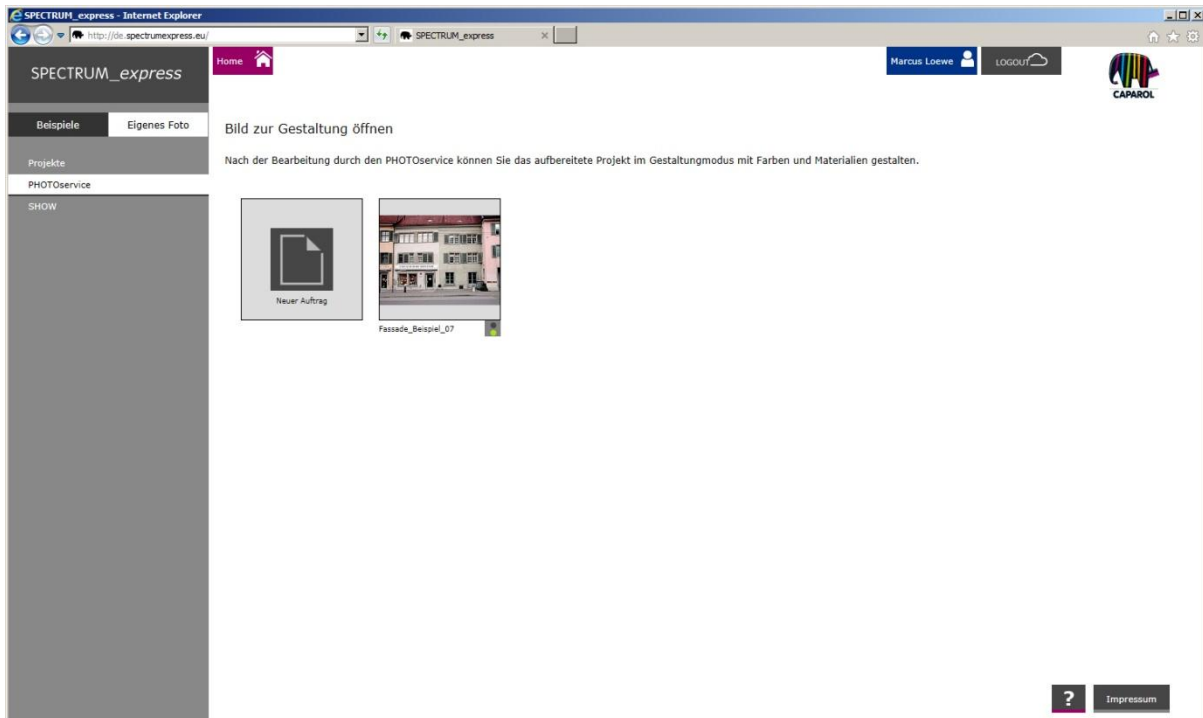 SPECTRUM_express - Internet Explorer
http://de.spectrumexpress.eu/
SPECTRUM_express
SPECTRUM_express
Home
Marcus Loewe
LOGOUT
CAPAROL
Beispiele
Eigenes Foto
Projekte
PHOTOservice
SHOW
Bild zur Gestaltung öffnen
Nach der Bearbeitung durch den PHOTOservice können Sie das aufbereitete Projekt im Gestaltungmodus mit Farben und Materialien gestalten.
Neuer Auftrag
Fassade_Beispiel_07
?
Impressum